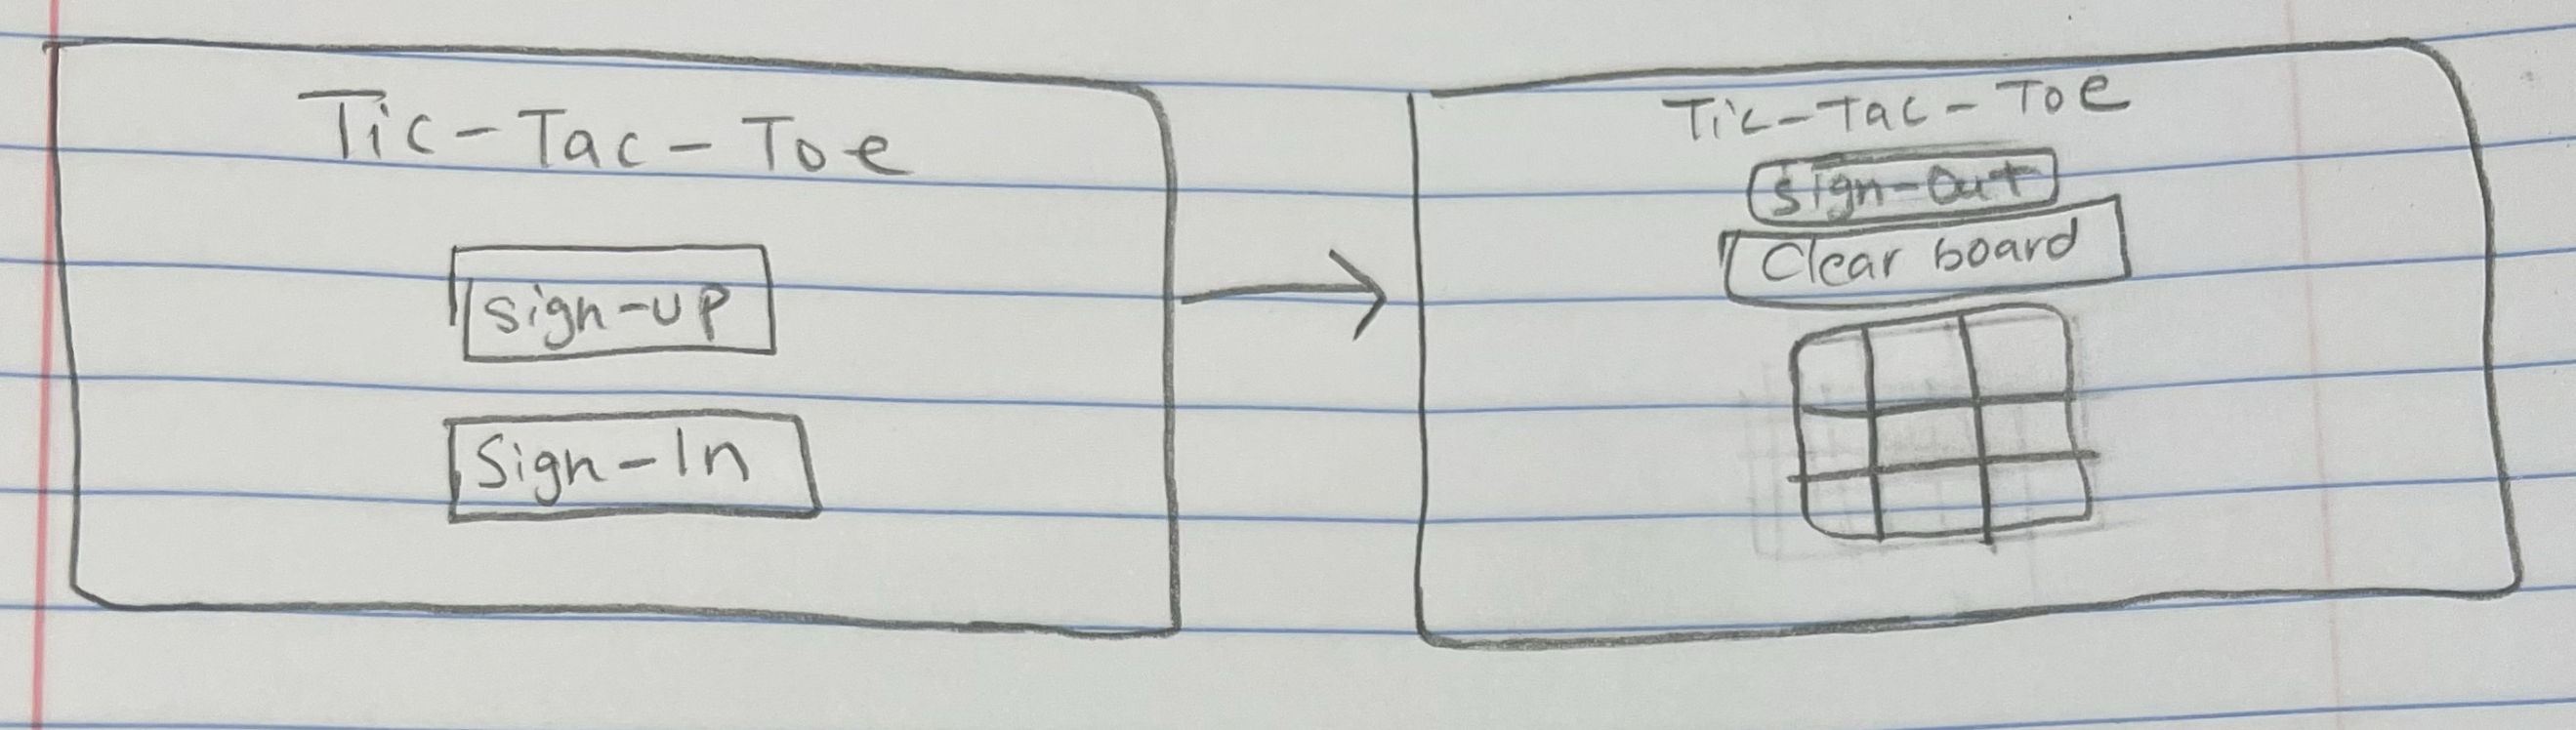 Tic-Tac-Toe
sign-up
Sign-In
Tic-Tac-Toe
sign-out
Clear board